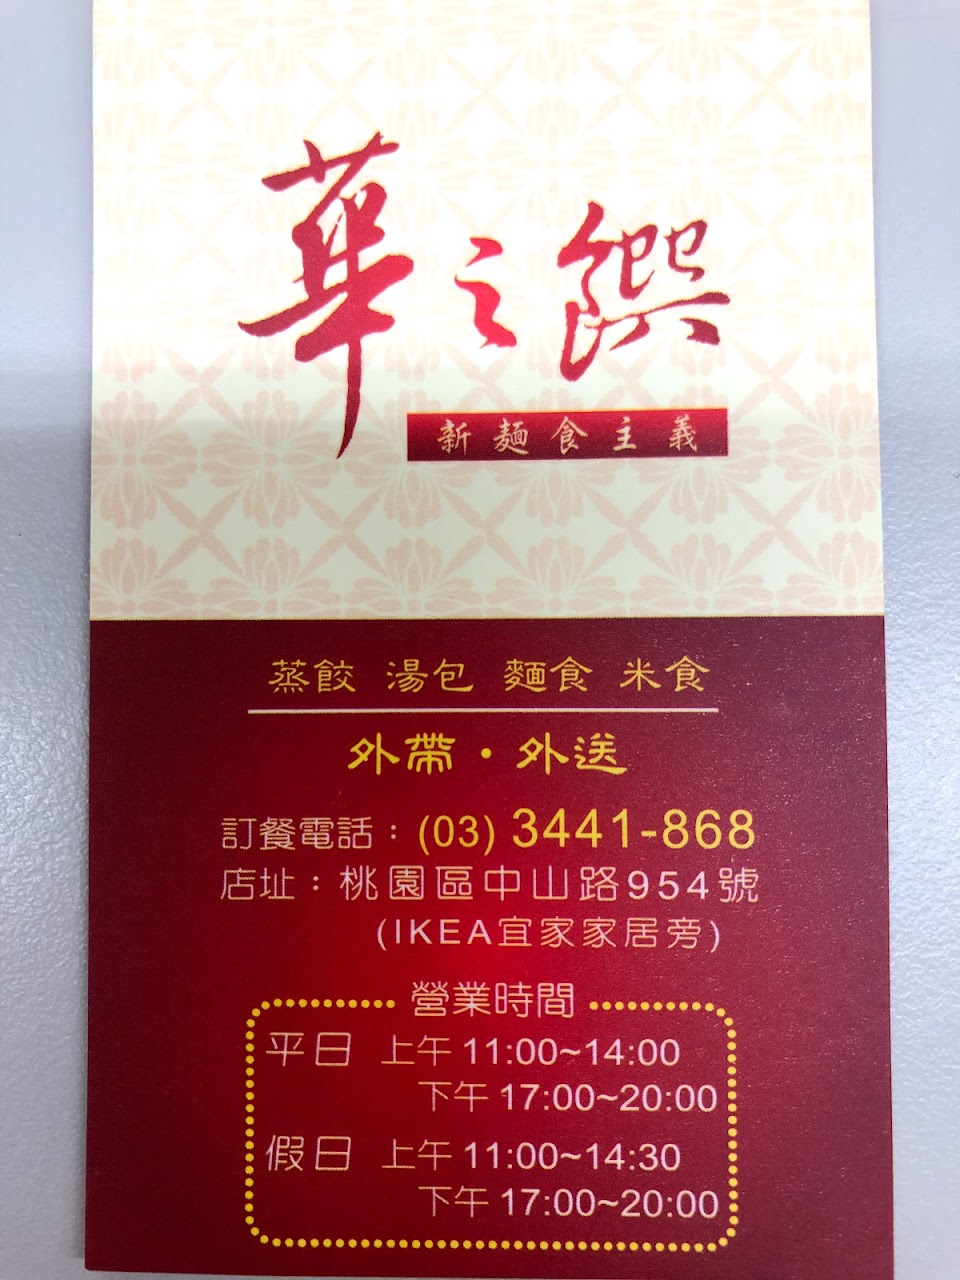 華之饌
新麵食主義
蒸餃 湯包 麵食 米食
外帶・外送
訂餐電話：(03) 3441-868
店址：桃園區中山路954號
(IKEA宜家家居旁)
營業時間
平日 上午 11:00~14:00
下午 17:00~20:00
假日 上午 11:00~14:30
下午 17:00~20:00